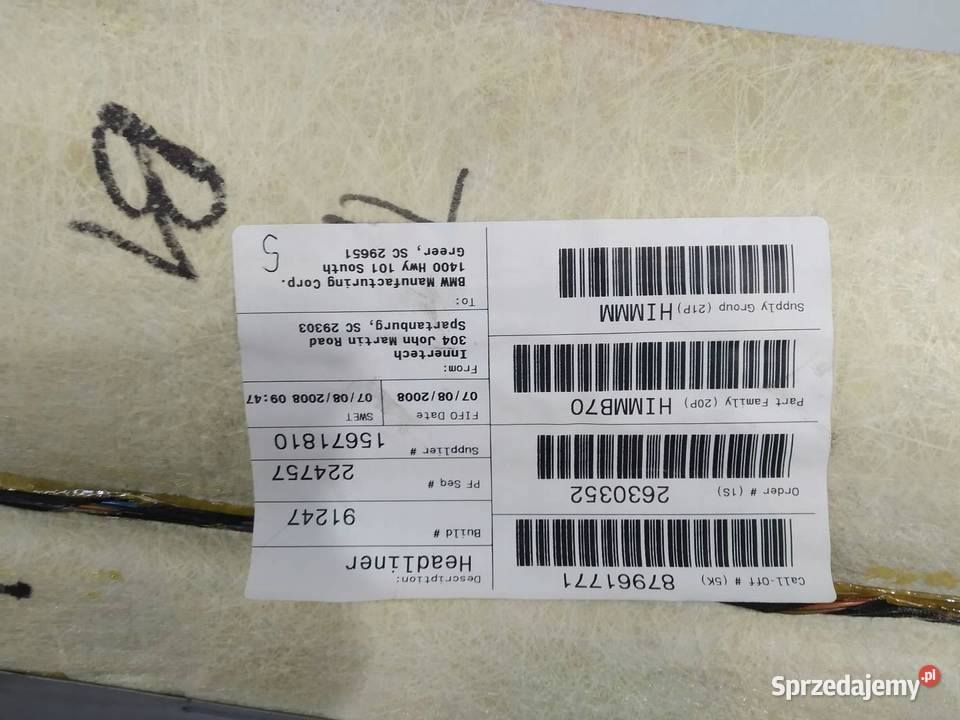 Description:
Headliner
Build #
91247
PF Seq #
224757
Supplier #
15671810
FIFO Date
07/08/2008
SWET
07/08/2008 09:47
From:
Innertech
304 John Martin Road
Spartanburg, SC 29303
To:
BMW Manufacturing Corp.
1400 Hwy 101 South
Greer, SC 29651
5
Call-Off # (5K) 87961771
Order # (1S) 2630352
Part Family (20P) HIMMB70
Supply Group (21P) HIMMM
Sprzedajemy.pl